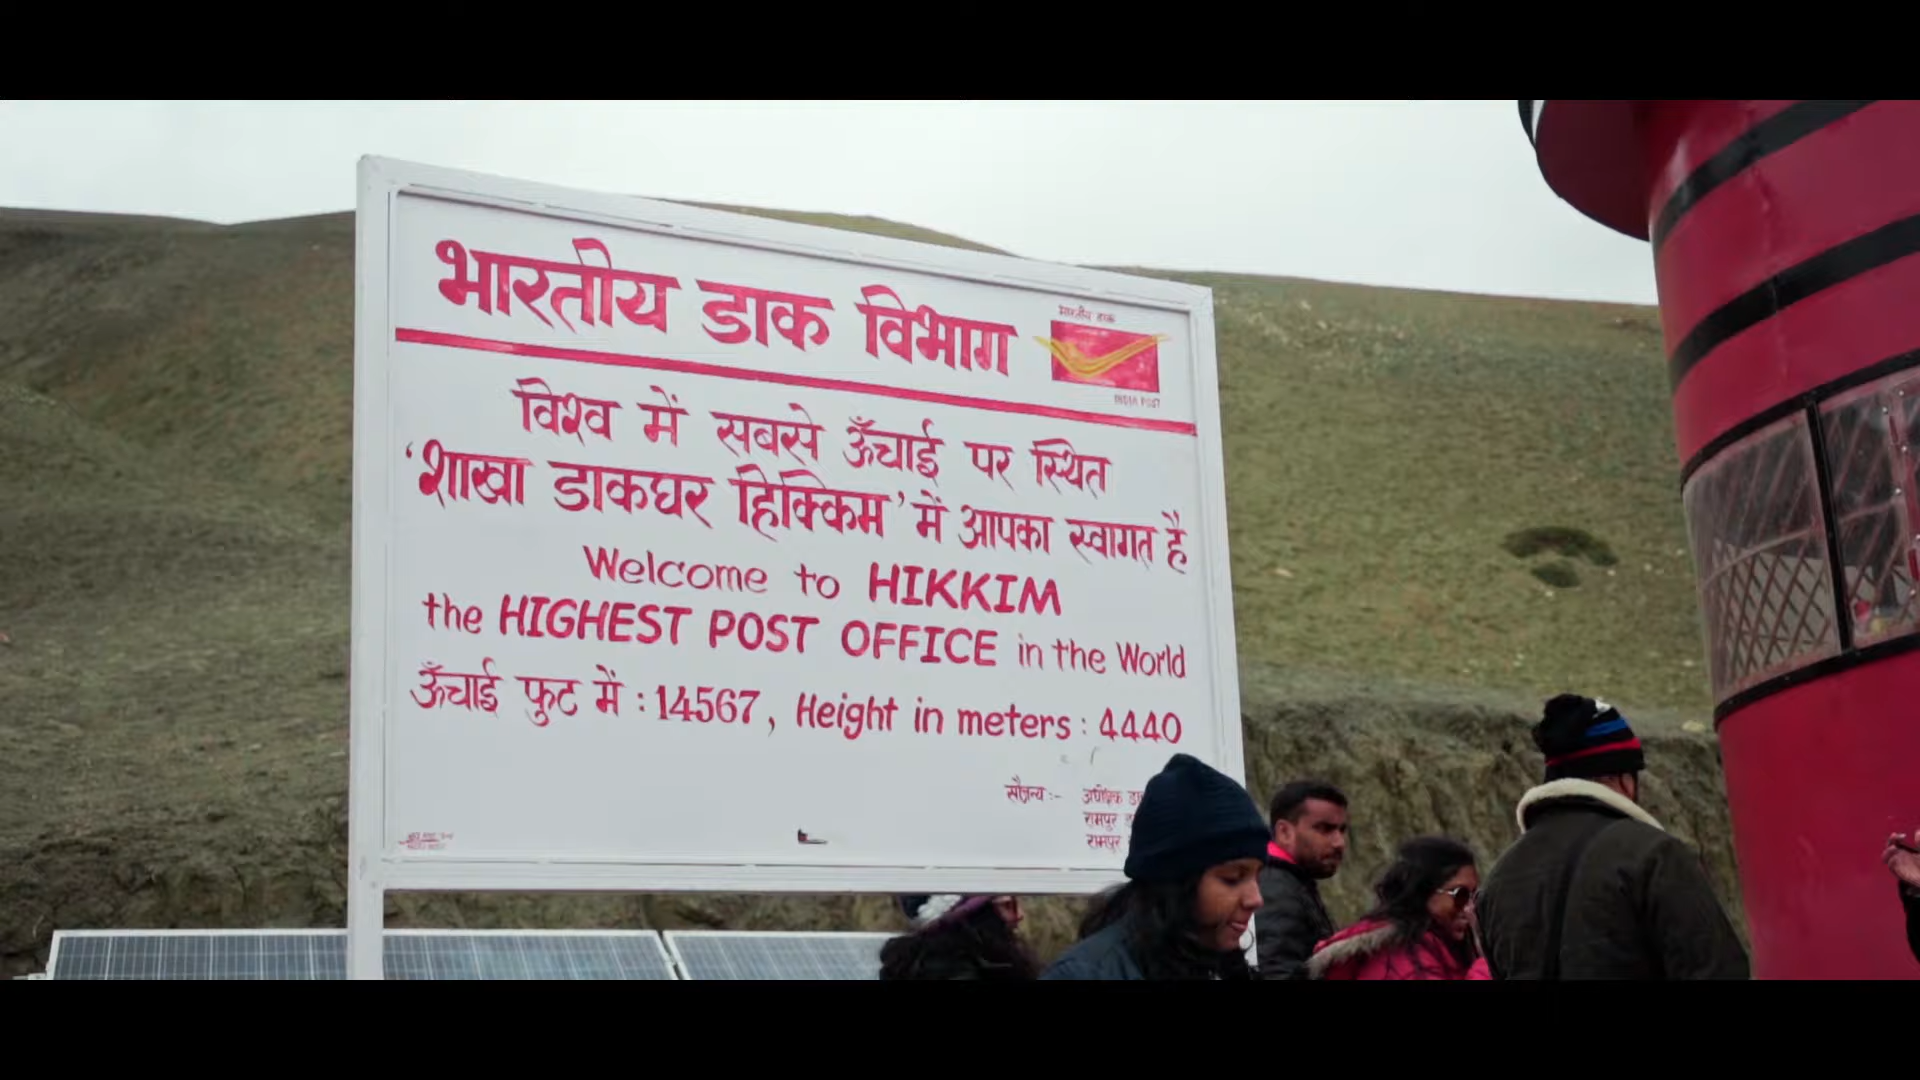 भारतीय डाक विभाग
भारतीय डाक
INDIA POST
विश्व में सबसे ऊँचाई पर स्थित
'शाखा डाकघर हिक्किम' में आपका स्वागत है
Welcome to HIKKIM
the HIGHEST POST OFFICE in the World
ऊँचाई फुट में : 14567, Height in meters : 4440
सौजन्य :-
रामपुर
रामपुर